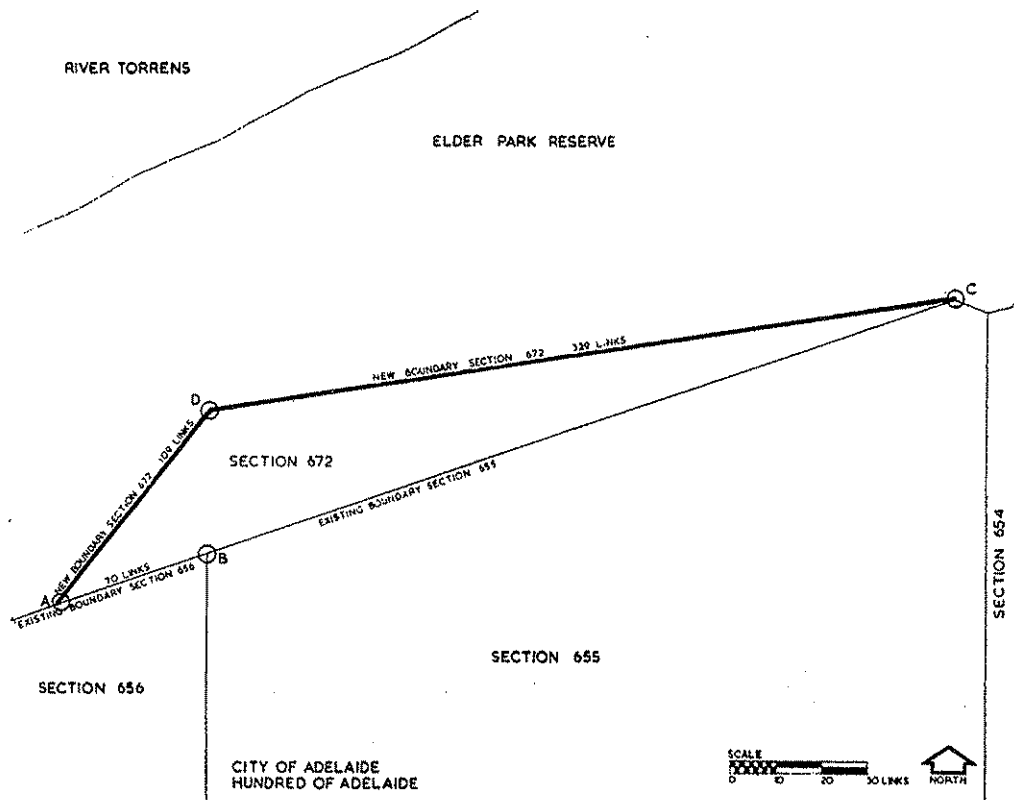 RIVER TORRENS
ELDER PARK RESERVE
C
NEW BOUNDARY SECTION 672 329 LINKS
D
NEW BOUNDARY SECTION 672 109 LINKS
SECTION 672
EXISTING BOUNDARY SECTION 655
B
70 LINKS
A
EXISTING BOUNDARY SECTION 656
SECTION 654
SECTION 655
SECTION 656
CITY OF ADELAIDE
HUNDRED OF ADELAIDE
SCALE
0 10 20 30 LINKS
NORTH